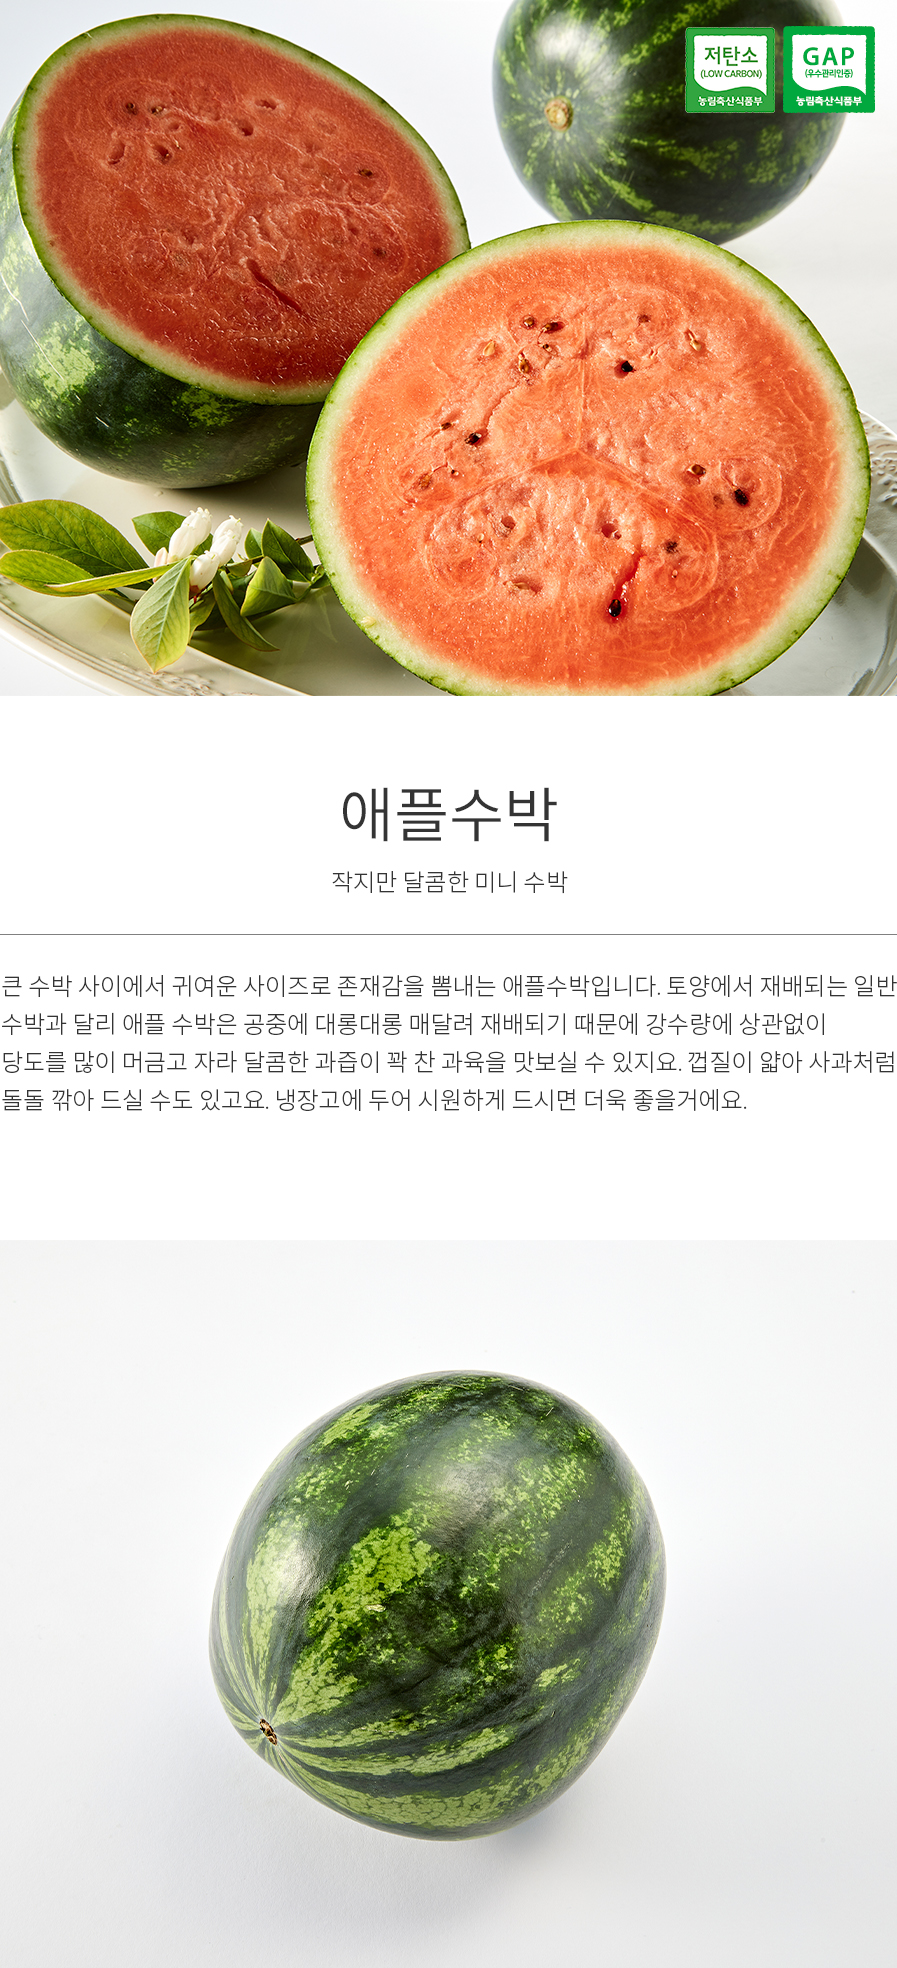 저탄소
(LOW CARBON)
농림축산식품부
GAP
(우수관리인증)
농림축산식품부
애플수박
작지만 달콤한 미니 수박
큰 수박 사이에서 귀여운 사이즈로 존재감을 뽐내는 애플수박입니다. 토양에서 재배되는 일반
수박과 달리 애플 수박은 공중에 대롱대롱 매달려 재배되기 때문에 강수량에 상관없이
당도를 많이 머금고 자라 달콤한 과즙이 꽉 찬 과육을 맛보실 수 있지요. 껍질이 얇아 사과처럼
돌돌 깎아 드실 수도 있고요. 냉장고에 두어 시원하게 드시면 더욱 좋을거에요.